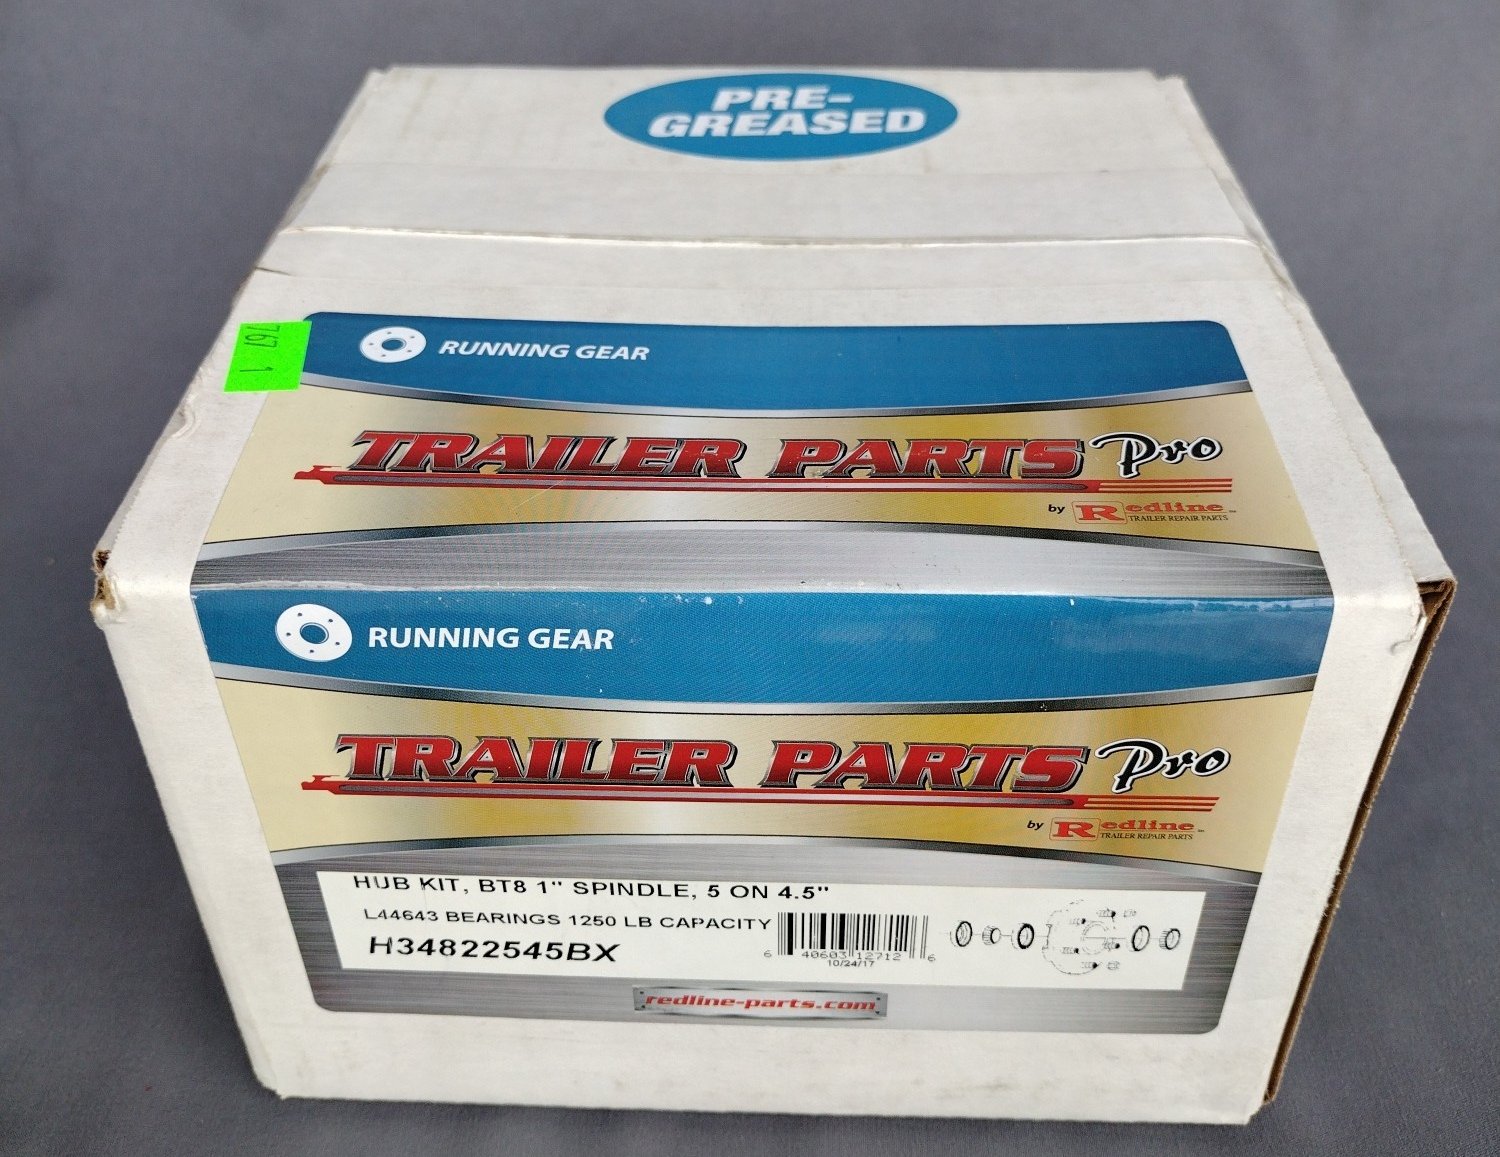 PRE-
GREASED
767 1
RUNNING GEAR
TRAILER PARTS Pro
by Redline
TRAILER REPAIR PARTS
RUNNING GEAR
TRAILER PARTS Pro
by Redline
TRAILER REPAIR PARTS
HUB KIT, BT8 1" SPINDLE, 5 ON 4.5"
L44643 BEARINGS 1250 LB CAPACITY
H34822545BX
6 40603 12712 6
10/24/17
redline-parts.com